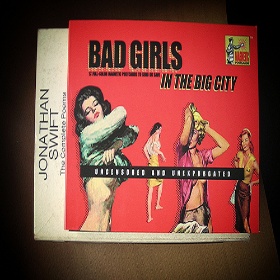 BAD GIRLS
IN THE BIG CITY
UNCENSORED AND UNEXPURGATED
JONATHAN
SWIFT
The Complete Poems